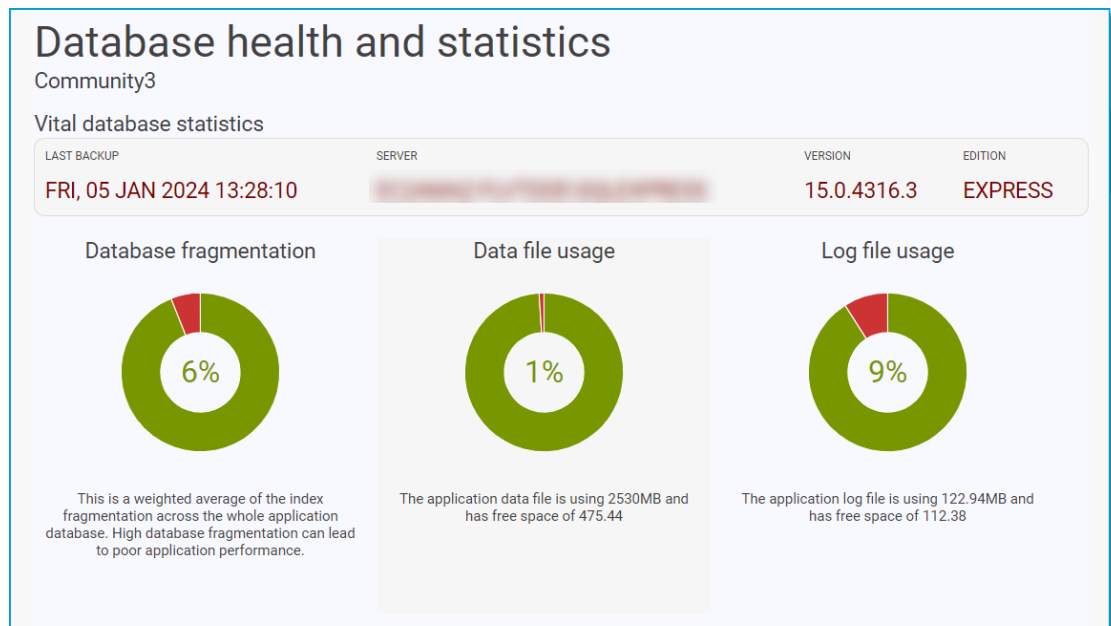 Database health and statistics
Community3
Vital database statistics
LAST BACKUP SERVER VERSION EDITION
FRI, 05 JAN 2024 13:28:10 15.0.4316.3 EXPRESS
Database fragmentation Data file usage Log file usage
6% 1% 9%
This is a weighted average of the index
fragmentation across the whole application
database. High database fragmentation can lead
to poor application performance.
The application data file is using 2530MB and
has free space of 475.44
The application log file is using 122.94MB and
has free space of 112.38